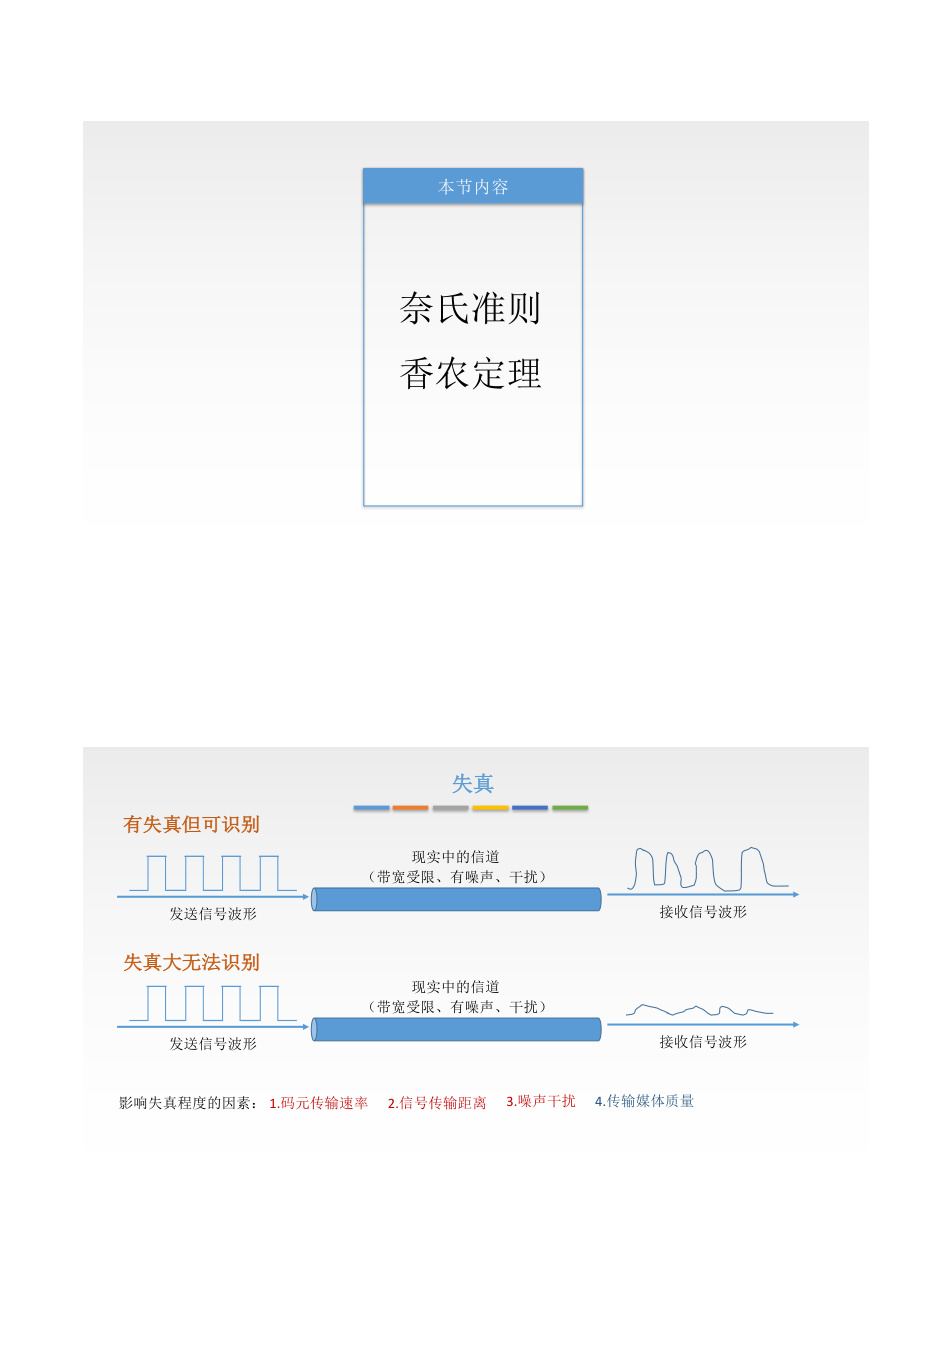 本节内容
奈氏准则
香农定理
失真
有失真但可识别
现实中的信道
（带宽受限、有噪声、干扰）
发送信号波形
接收信号波形
失真大无法识别
现实中的信道
（带宽受限、有噪声、干扰）
发送信号波形
接收信号波形
影响失真程度的因素： 1.码元传输速率 2.信号传输距离 3.噪声干扰 4.传输媒体质量